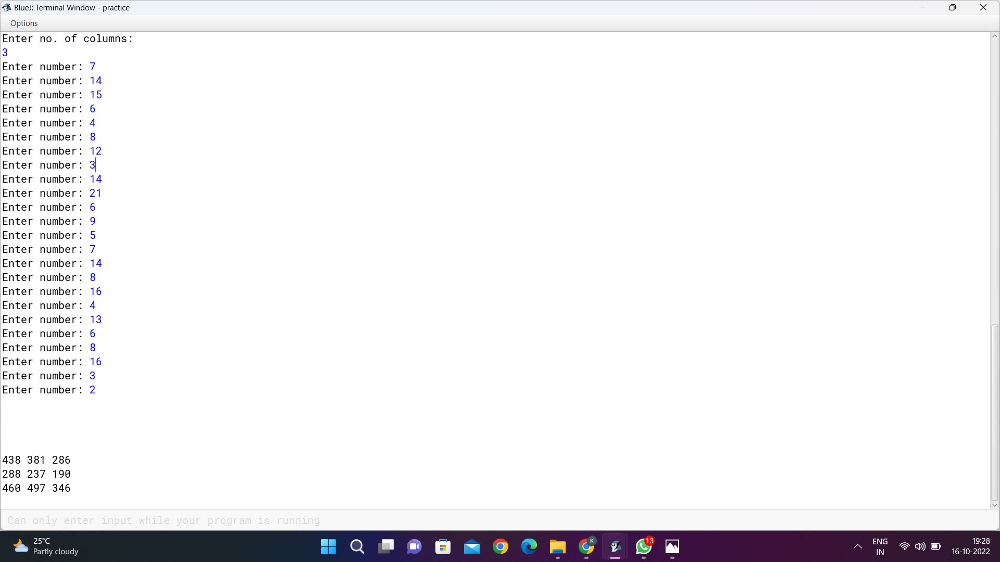 BlueJ: Terminal Window - practice
Options
Enter no. of columns:
3
Enter number: 7
Enter number: 14
Enter number: 15
Enter number: 6
Enter number: 4
Enter number: 8
Enter number: 12
Enter number: 3
Enter number: 14
Enter number: 21
Enter number: 6
Enter number: 9
Enter number: 5
Enter number: 7
Enter number: 14
Enter number: 8
Enter number: 16
Enter number: 4
Enter number: 13
Enter number: 6
Enter number: 8
Enter number: 16
Enter number: 3
Enter number: 2
438 381 286
288 237 190
460 497 346
Can only enter input while your program is running
25°C
Partly cloudy
K
13
ENG
IN
19:28
16-10-2022